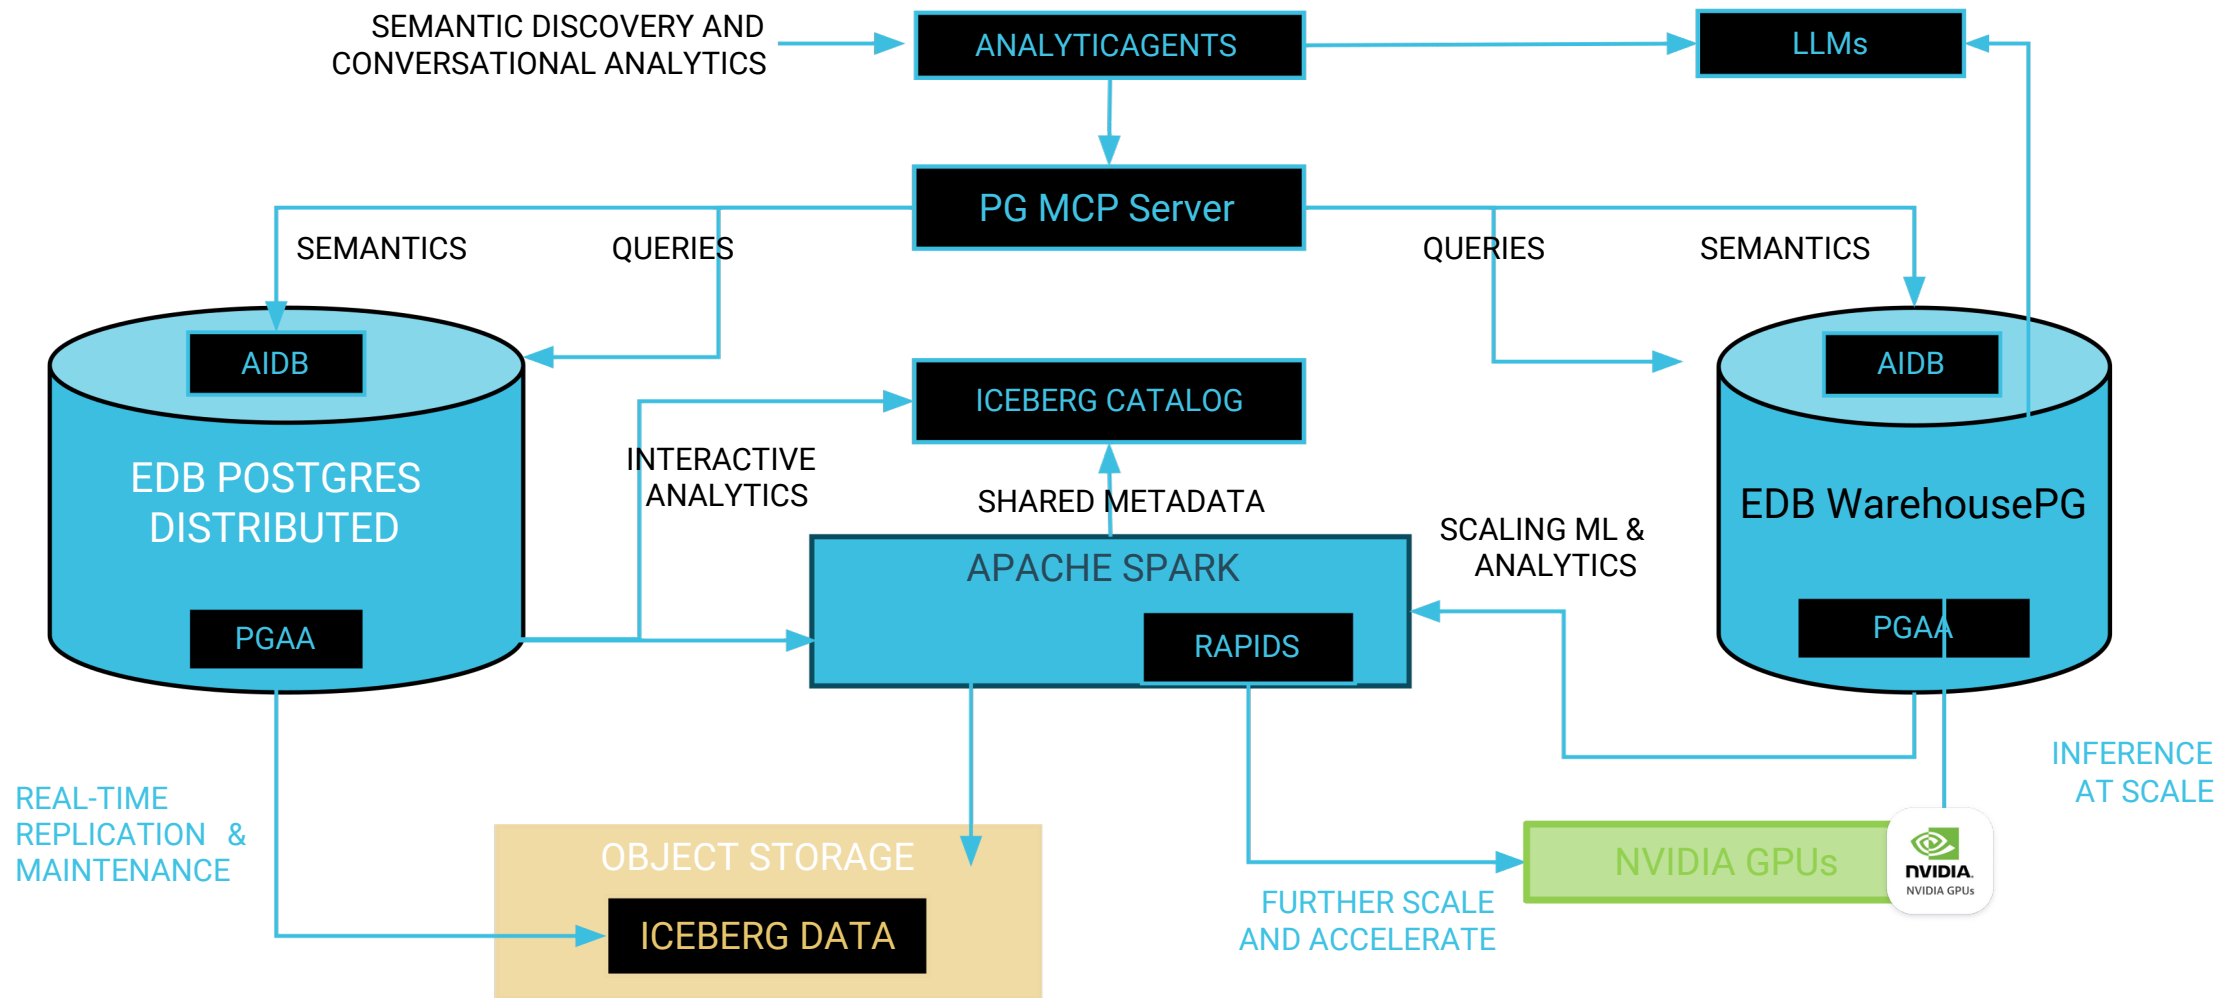 SEMANTIC DISCOVERY AND
CONVERSATIONAL ANALYTICS
ANALYTICAGENTS
LLMs
PG MCP Server
SEMANTICS
QUERIES
QUERIES
SEMANTICS
AIDB
EDB POSTGRES
DISTRIBUTED
PGAA
ICEBERG CATALOG
INTERACTIVE
ANALYTICS
SHARED METADATA
APACHE SPARK
RAPIDS
SCALING ML &
ANALYTICS
AIDB
EDB WarehousePG
PGAA
REAL-TIME
REPLICATION &
MAINTENANCE
OBJECT STORAGE
ICEBERG DATA
FURTHER SCALE
AND ACCELERATE
NVIDIA GPUs
NVIDIA.
NVIDIA GPUs
INFERENCE
AT SCALE